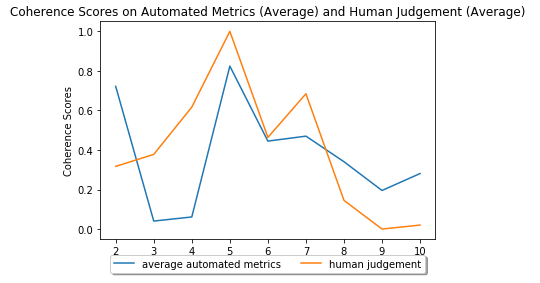 Coherence Scores on Automated Metrics (Average) and Human Judgement (Average)
1.0
0.8
0.6
0.4
0.2
0.0
Coherence Scores
2 3 4 5 6 7 8 9 10
average automated metrics human judgement